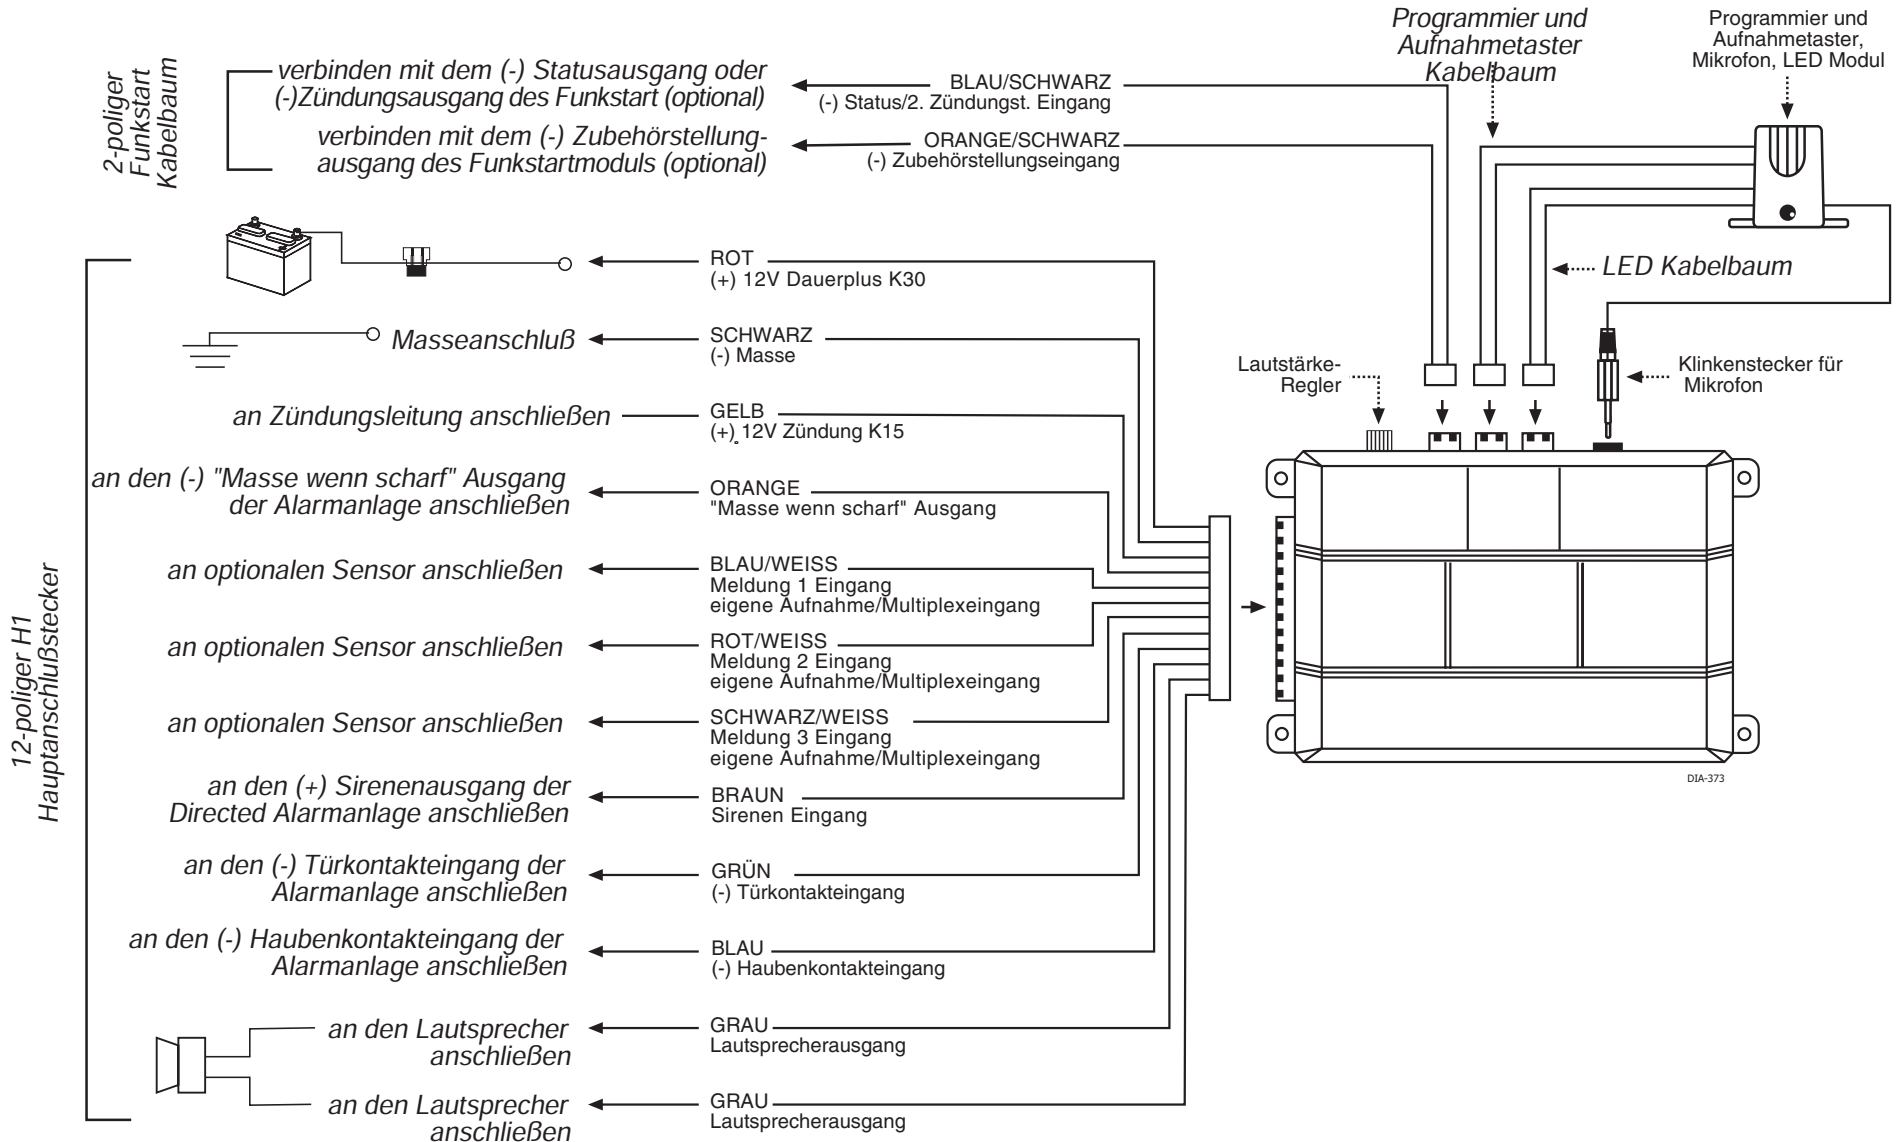 Programmier und
Aufnahmetaster
Kabelbaum
Programmier und
Aufnahmetaster,
Mikrofon, LED Modul
2-poliger
Funkstart
Kabelbaum
verbinden mit dem (-) Statusausgang oder
(-)Zündungsausgang des Funkstart (optional)
BLAU/SCHWARZ
(-) Status/2. Zündungst. Eingang
verbinden mit dem (-) Zubehörstellung-
ausgang des Funkstartmoduls (optional)
ORANGE/SCHWARZ
(-) Zubehörstellungseingang
LED Kabelbaum
Lautstärke-
Regler
Klinkenstecker für
Mikrofon
12-poliger H1
Hauptanschlußstecker
ROT
(+) 12V Dauerplus K30
Masseanschluß
SCHWARZ
(-) Masse
an Zündungsleitung anschließen
GELB
(+) 12V Zündung K15
an den (-) "Masse wenn scharf" Ausgang
der Alarmanlage anschließen
ORANGE
"Masse wenn scharf" Ausgang
an optionalen Sensor anschließen
BLAU/WEISS
Meldung 1 Eingang
eigene Aufnahme/Multiplexeingang
an optionalen Sensor anschließen
ROT/WEISS
Meldung 2 Eingang
eigene Aufnahme/Multiplexeingang
an optionalen Sensor anschließen
SCHWARZ/WEISS
Meldung 3 Eingang
eigene Aufnahme/Multiplexeingang
an den (+) Sirenenausgang der
Directed Alarmanlage anschließen
BRAUN
Sirenen Eingang
an den (-) Türkontakteingang der
Alarmanlage anschließen
GRÜN
(-) Türkontakteingang
an den (-) Haubenkontakteingang der
Alarmanlage anschließen
BLAU
(-) Haubenkontakteingang
an den Lautsprecher
anschließen
GRAU
Lautsprecherausgang
an den Lautsprecher
anschließen
GRAU
Lautsprecherausgang
DIA-373